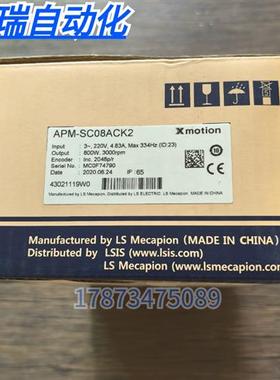 瑞自动化
APM-SC08ACK2
Xmotion
Input : 3~, 220V, 4.83A, Max 334Hz (ID:23)
Output : 800W, 3000rpm
Encoder : Inc. 2048p/r
Serial No. : MC0F74790
Date : 2020.06.24 IP : 65
43021119W0
Manufactured by LS Mecapion, Distributed by LS ELECTRIC, MADE IN CHINA
Manufactured by LS Mecapion (MADE IN CHINA)
Distributed by LSIS (www.lsis.com)
LS Mecapion (www.lsmecapion.com)
17873475089